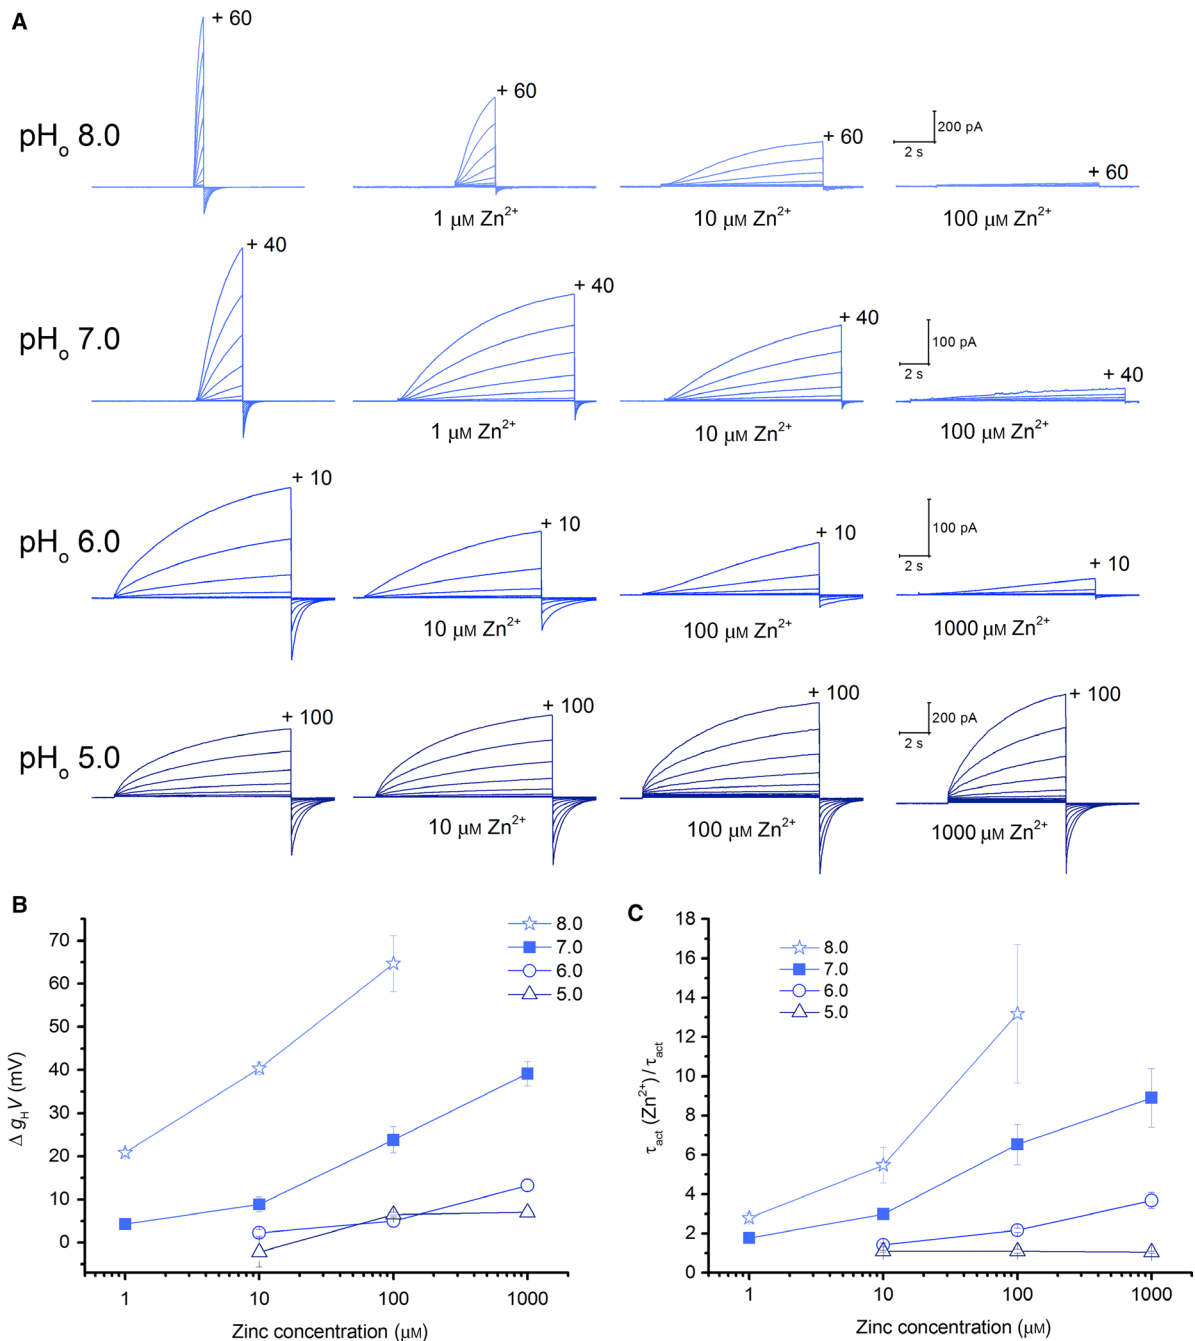 A
pHo 8.0
+ 60
+ 60
+ 60
+ 60
200 pA
2 s
1 μM Zn2+
10 μM Zn2+
100 μM Zn2+
pHo 7.0
+ 40
+ 40
+ 40
+ 40
100 pA
2 s
1 μM Zn2+
10 μM Zn2+
100 μM Zn2+
pHo 6.0
+ 10
+ 10
+ 10
+ 10
100 pA
2 s
10 μM Zn2+
100 μM Zn2+
1000 μM Zn2+
pHo 5.0
+ 100
+ 100
+ 100
+ 100
200 pA
2 s
10 μM Zn2+
100 μM Zn2+
1000 μM Zn2+
B
Δ gH V (mV)
70
60
50
40
30
20
10
0
8.0
7.0
6.0
5.0
1
10
100
1000
Zinc concentration (μM)
C
τact (Zn2+) / τact
18
16
14
12
10
8
6
4
2
0
8.0
7.0
6.0
5.0
1
10
100
1000
Zinc concentration (μM)